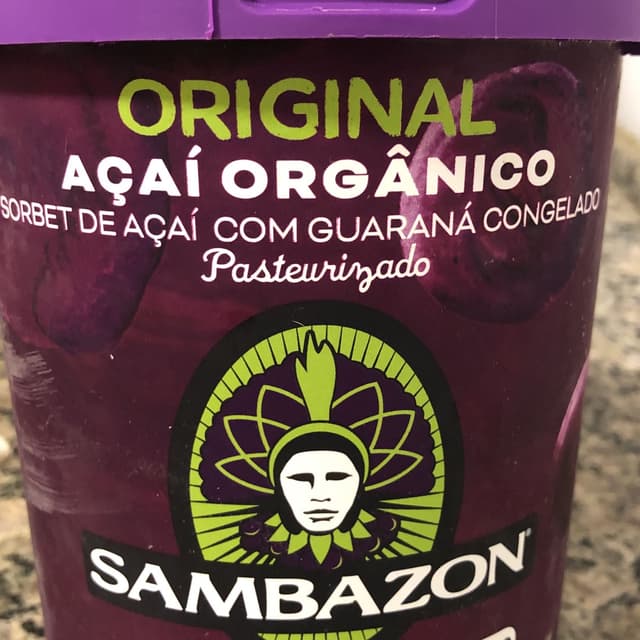 ORIGINAL
AÇAÍ ORGÂNICO
SORBET DE AÇAÍ COM GUARANÁ CONGELADO
Pasteurizado
SAMBAZON